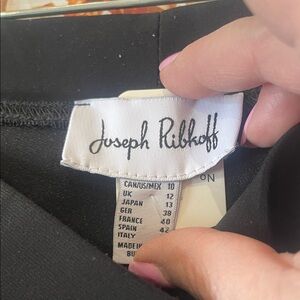 Joseph Ribkoff
CAN/US/MEX 10
UK 12
JAPAN 13
GER 38
FRANCE 40
SPAIN 42
ITALY
MADE
BU
ON